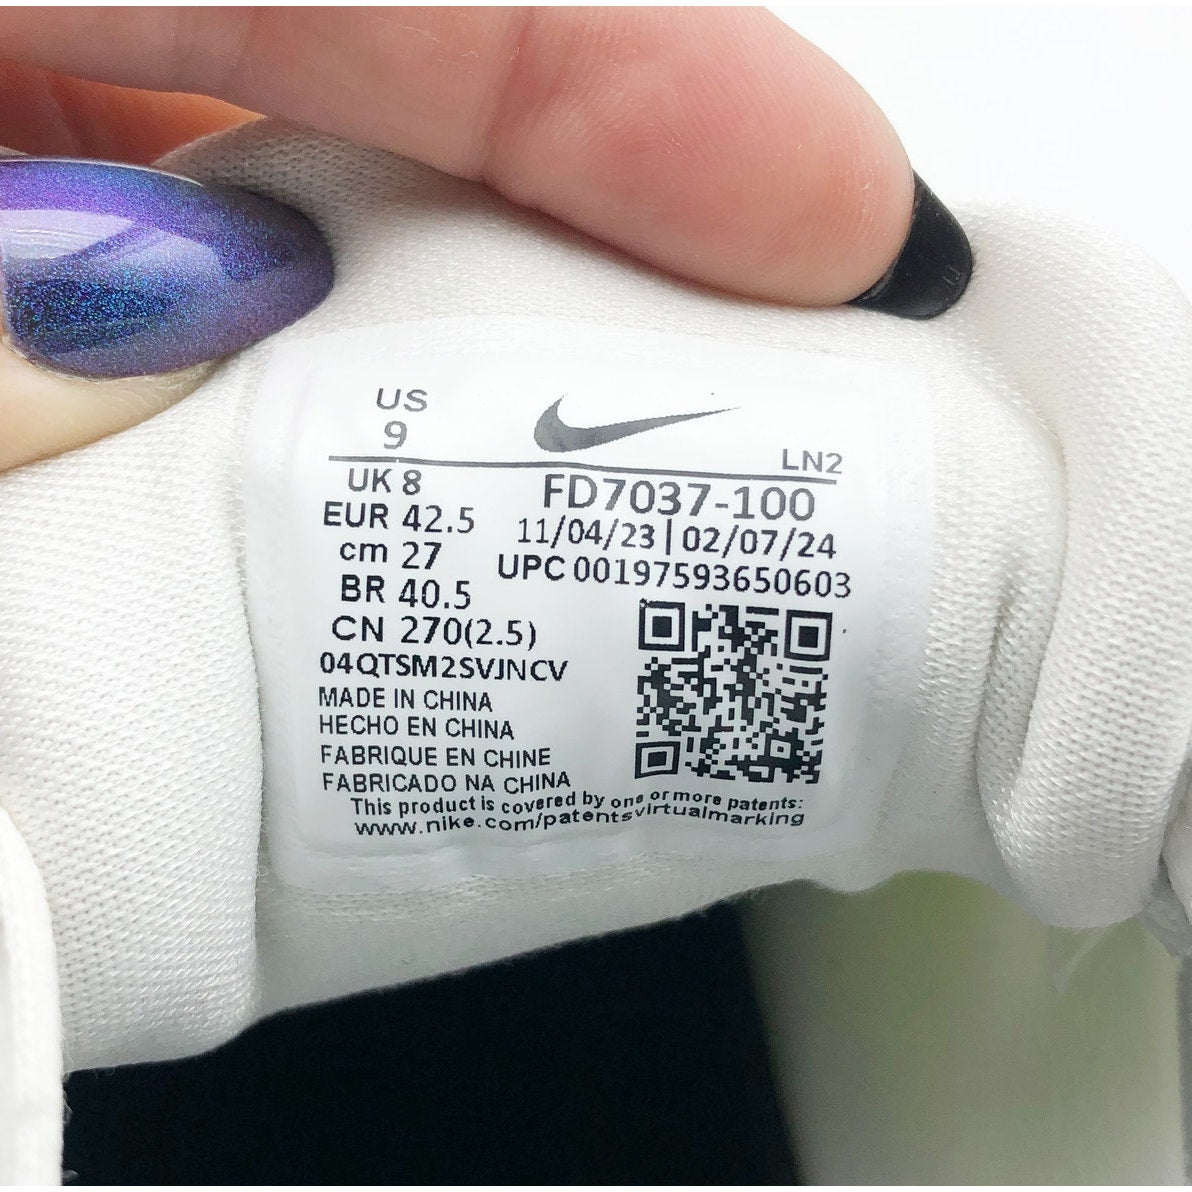 US
9
LN2
UK 8
FD7037-100
EUR 42.5
11/04/23|02/07/24
cm 27
UPC 00197593650603
BR 40.5
CN 270(2.5)
04QTSM2SVJNCV
MADE IN CHINA
HECHO EN CHINA
FABRIQUE EN CHINE
FABRICADO NA CHINA
This product is covered by one or more patents:
www.nike.com/patentsvirtualmarking